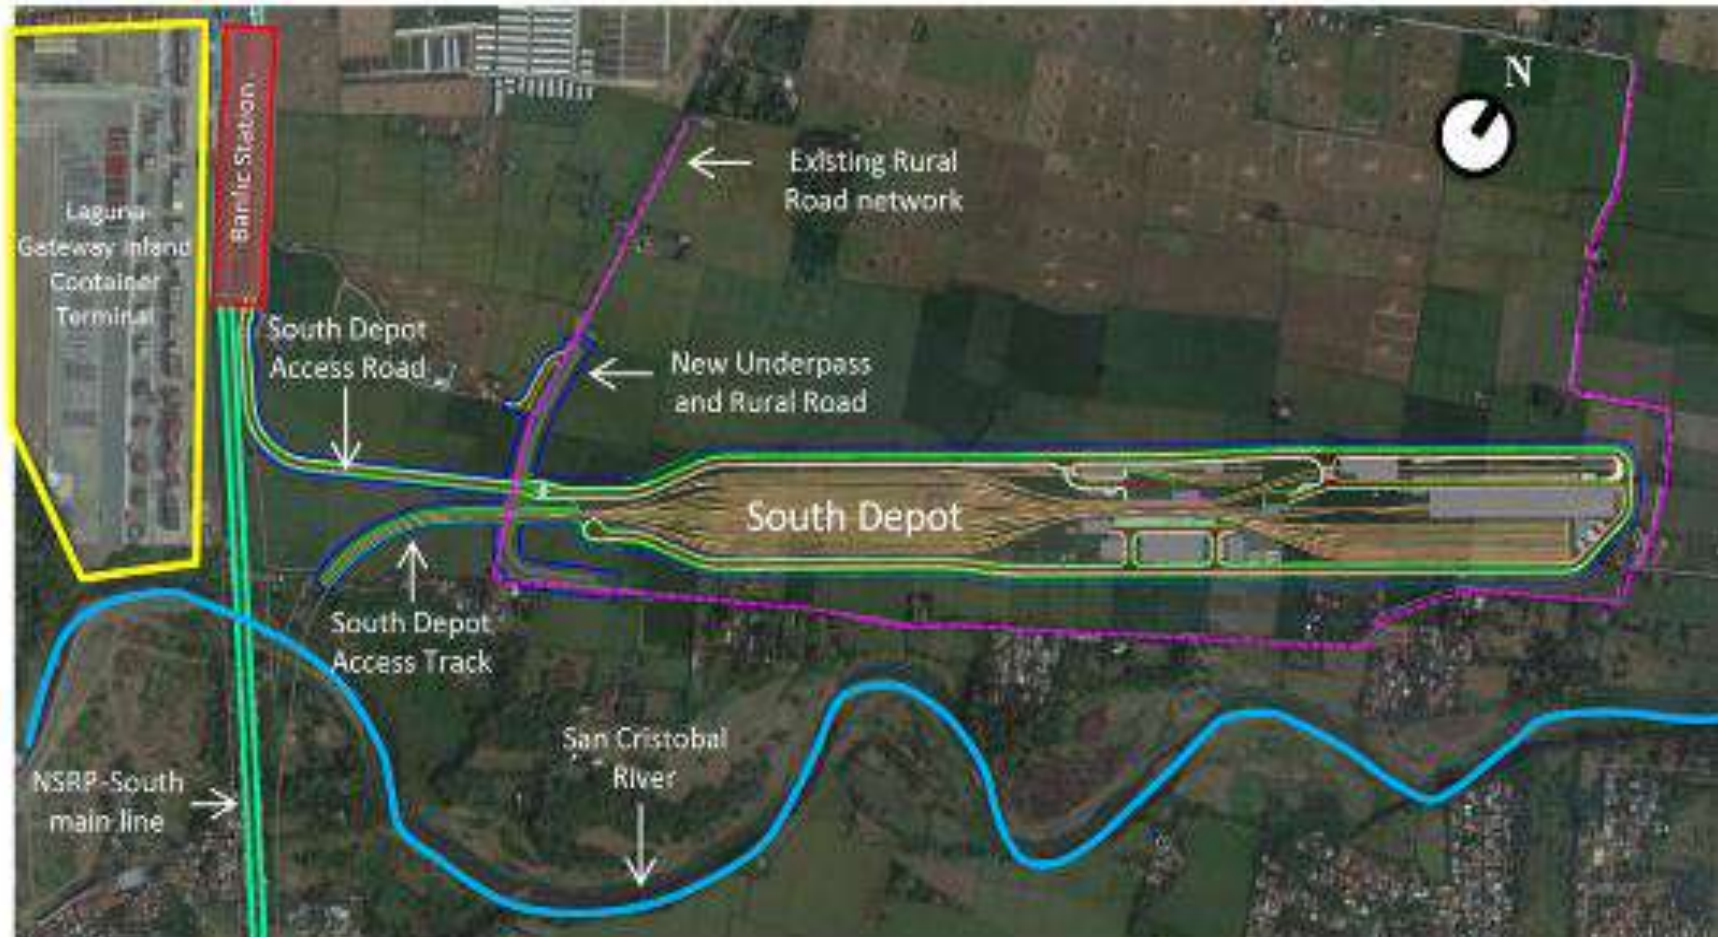 N
Banlic Station
Existing Rural
Road network
Laguna
Gateway Inland
Container
Terminal
South Depot
Access Road
New Underpass
and Rural Road
South Depot
South Depot
Access Track
San Cristobal
River
NSRP-South
main line